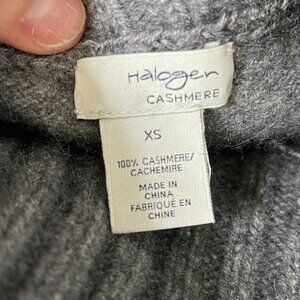 Halogen
CASHMERE
XS
100% CASHMERE/
CACHEMIRE
MADE IN
CHINA
FABRIQUÉ EN
CHINE